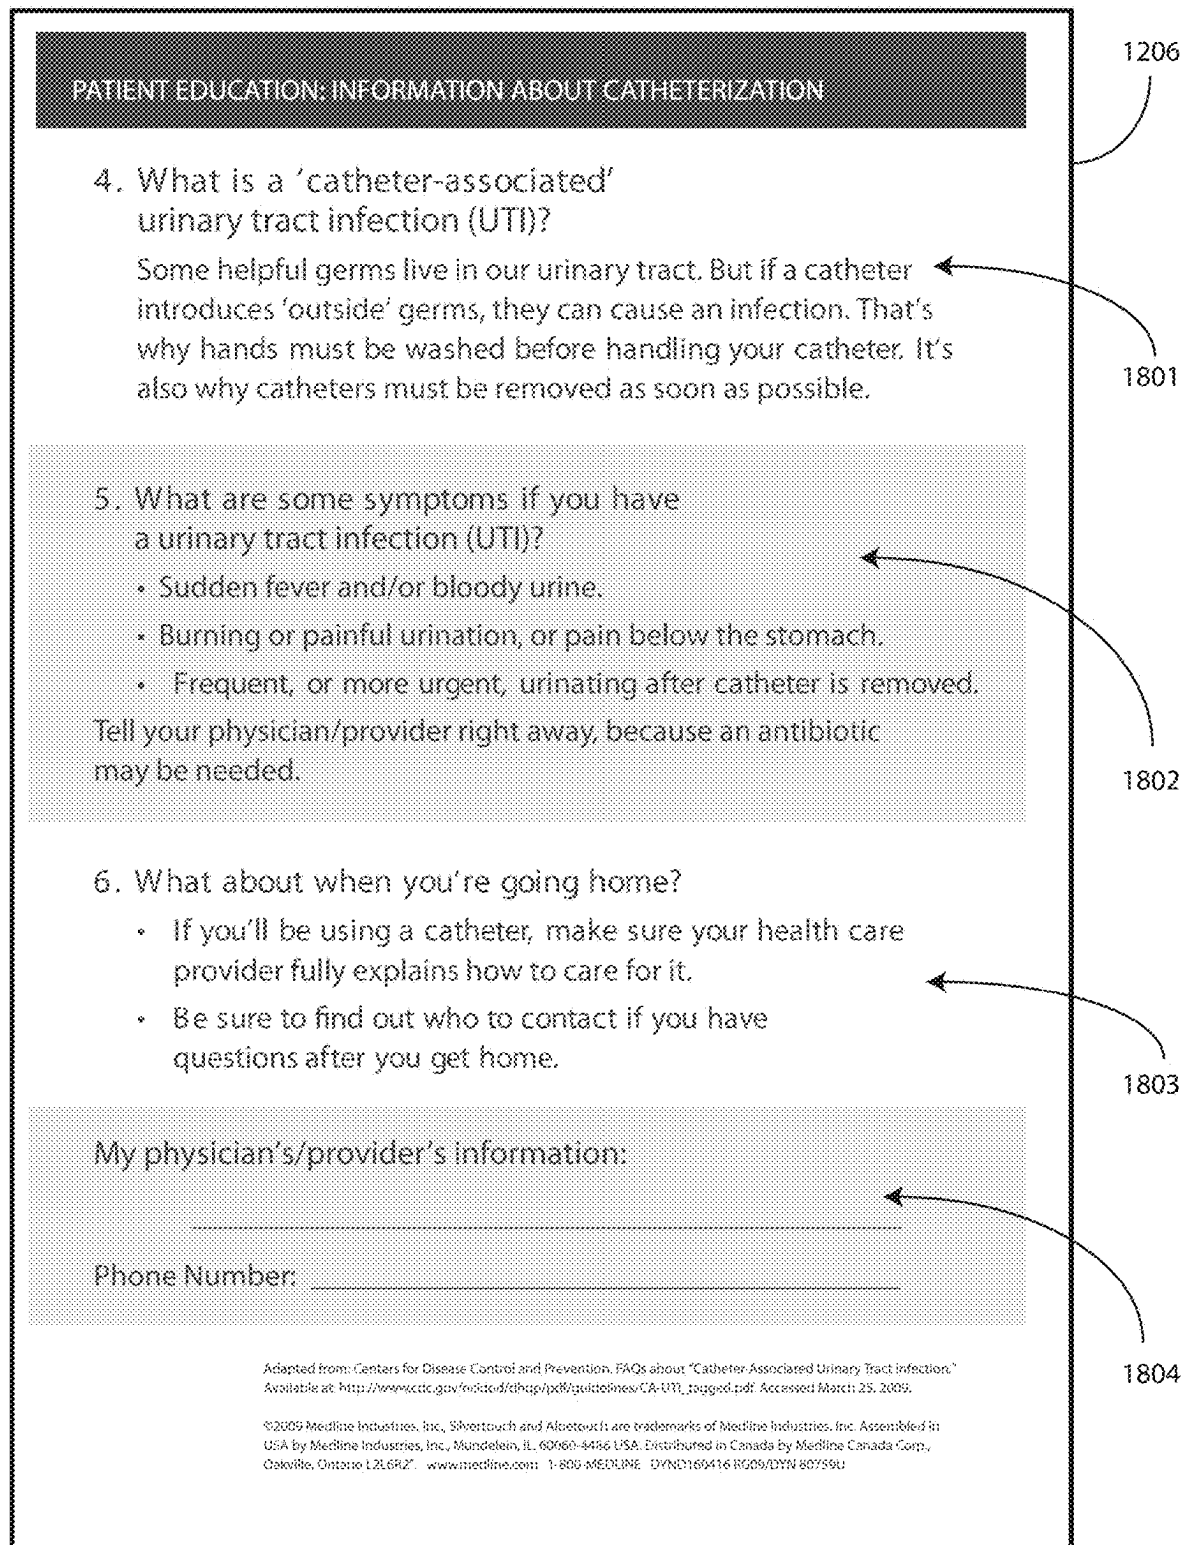 PATIENT EDUCATION: INFORMATION ABOUT CATHETERIZATION
1206
4. What is a ‘catheter-associated’
urinary tract infection (UTI)?
Some helpful germs live in our urinary tract. But if a catheter
introduces ‘outside’ germs, they can cause an infection. That’s
why hands must be washed before handling your catheter. It’s
also why catheters must be removed as soon as possible.
1801
5. What are some symptoms if you have
a urinary tract infection (UTI)?
• Sudden fever and/or bloody urine.
• Burning or painful urination, or pain below the stomach.
• Frequent, or more urgent, urinating after catheter is removed.
Tell your physician/provider right away, because an antibiotic
may be needed.
1802
6. What about when you’re going home?
• If you’ll be using a catheter, make sure your health care
provider fully explains how to care for it.
• Be sure to find out who to contact if you have
questions after you get home.
1803
My physician’s/provider’s information:
Phone Number:
1804
Adapted from: Centers for Disease Control and Prevention. FAQs about "Catheter-Associated Urinary Tract Infection."
Available at: Accessed March 25, 2009.
©2009 Medline Industries, Inc., Silvertouch and Aloetouch are trademarks of Medline Industries, Inc. Assembled in
USA by Medline Industries, Inc., Mundelein, IL 60060-4486 USA. Distributed in Canada by Medline Canada Corp.,
Oakville, Ontario www.medline.com 1-800-MEDLINE